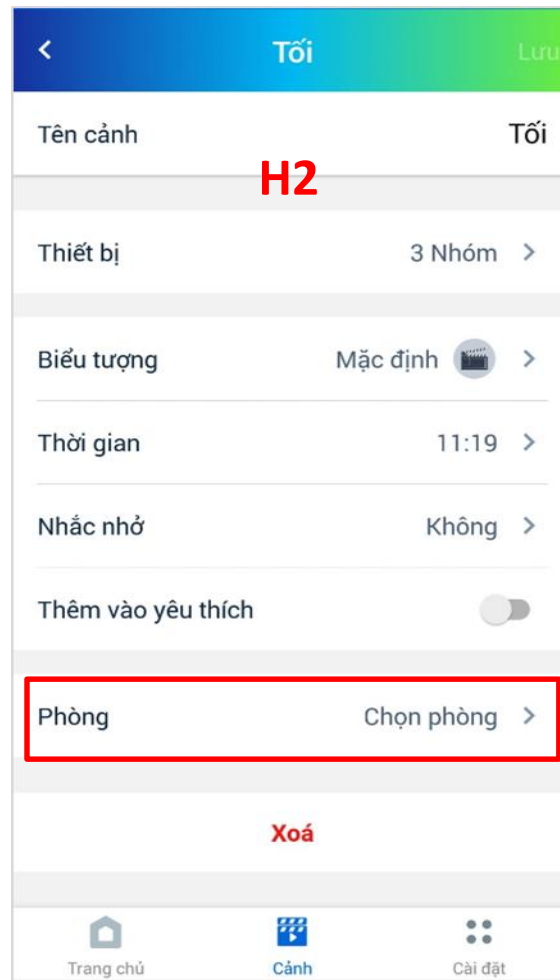 Tối Lưu
Tên cảnh Tối
H2
Thiết bị 3 Nhóm
Biểu tượng Mặc định
Thời gian 11:19
Nhắc nhở Không
Thêm vào yêu thích
Phòng Chọn phòng
Xoá
Trang chủ Cảnh Cài đặt